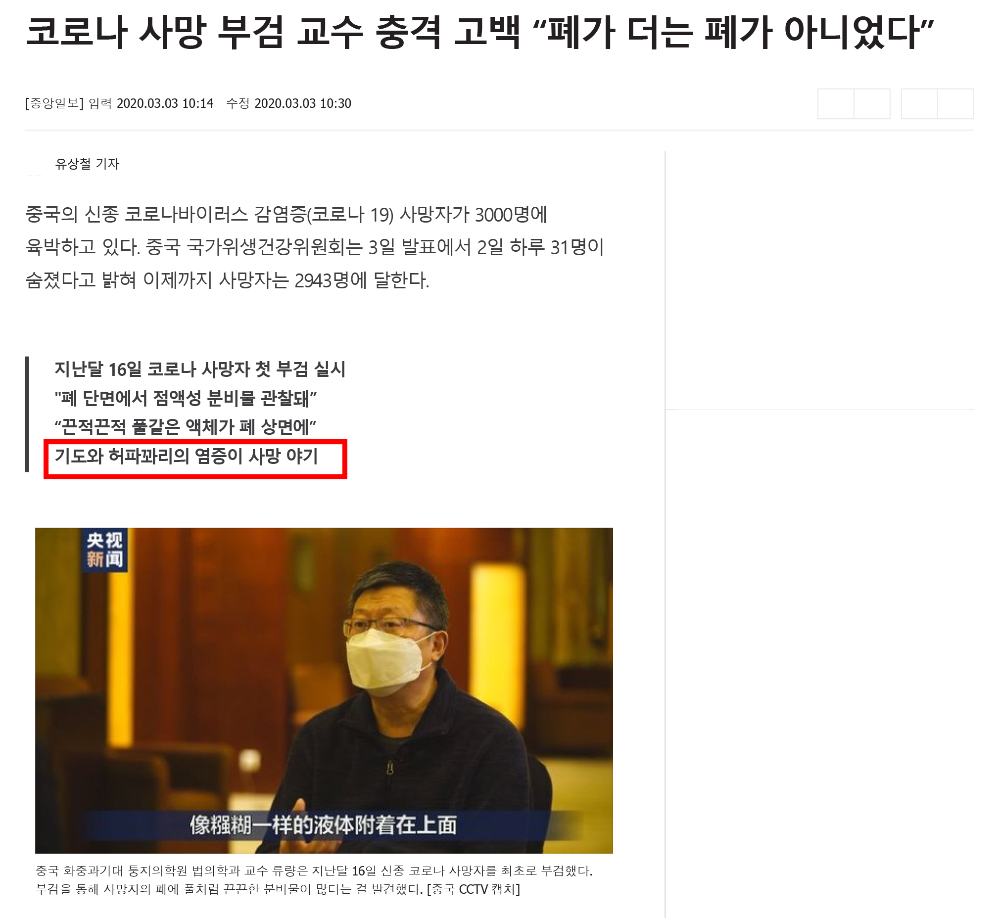 코로나 사망 부검 교수 충격 고백 “폐가 더는 폐가 아니었다”
[중앙일보] 입력 2020.03.03 10:14 수정 2020.03.03 10:30
유상철 기자
중국의 신종 코로나바이러스 감염증(코로나 19) 사망자가 3000명에
육박하고 있다. 중국 국가위생건강위원회는 3일 발표에서 2일 하루 31명이
숨졌다고 밝혀 이제까지 사망자는 2943명에 달한다.
지난달 16일 코로나 사망자 첫 부검 실시
"폐 단면에서 점액성 분비물 관찰돼”
“끈적끈적 풀같은 액체가 폐 상면에”
기도와 허파꽈리의 염증이 사망 야기
央视
新闻
像糨糊一样的液体附着在上面
중국 화중과기대 퉁지의학원 법의학과 교수 류량은 지난달 16일 신종 코로나 사망자를 최초로 부검했다.
부검을 통해 사망자의 폐에 풀처럼 끈끈한 분비물이 많다는 걸 발견했다. [중국 CCTV 캡처]